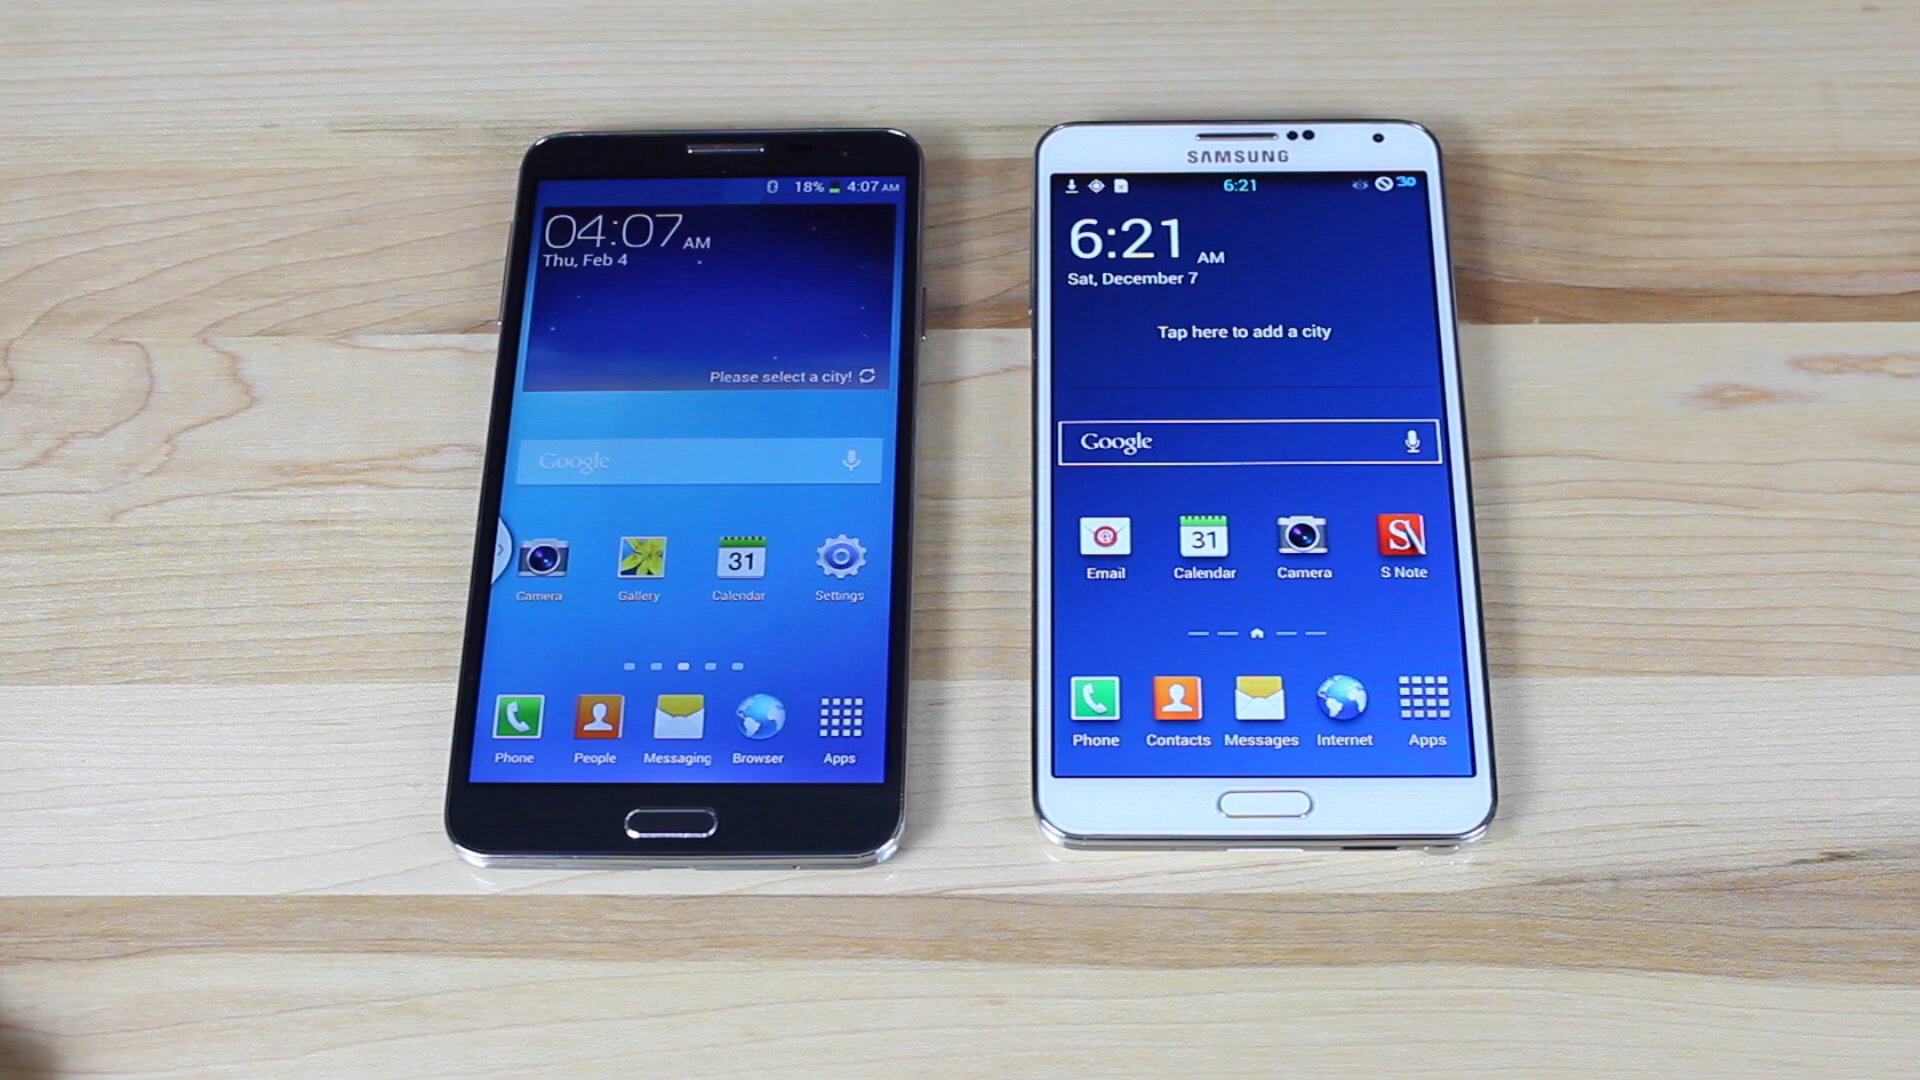 18% 4:07 AM
04:07 AM
Thu, Feb 4
Please select a city!
Google
Camera Gallery 31 Calendar Settings
Phone People Messaging Browser Apps
SAMSUNG
6:21 30
6:21 AM
Sat, December 7
Tap here to add a city
Google
Email 31 Calendar Camera S S Note
Phone Contacts Messages Internet Apps